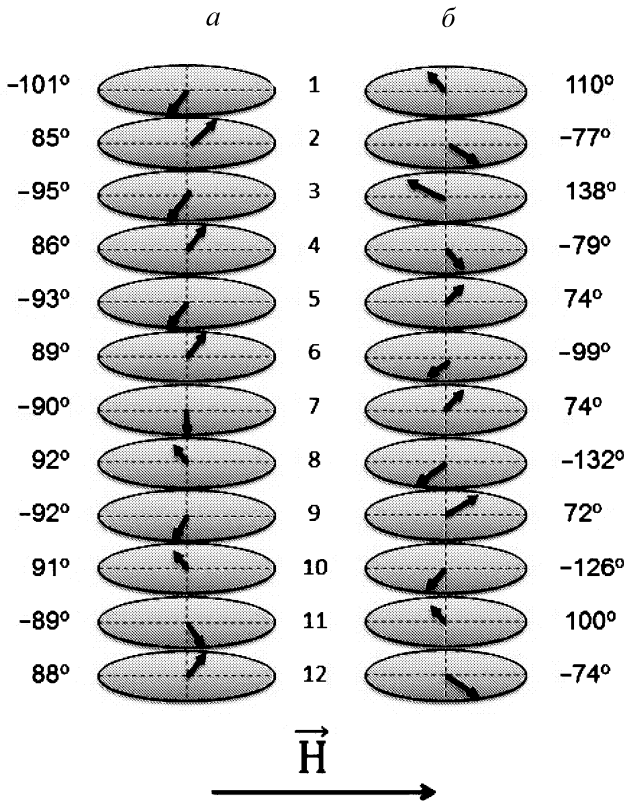 а б
–101º 1 110º
85º 2 –77º
–95º 3 138º
86º 4 –79º
–93º 5 74º
89º 6 –99º
–90º 7 74º
92º 8 –132º
–92º 9 72º
91º 10 –126º
–89º 11 100º
88º 12 –74º
H